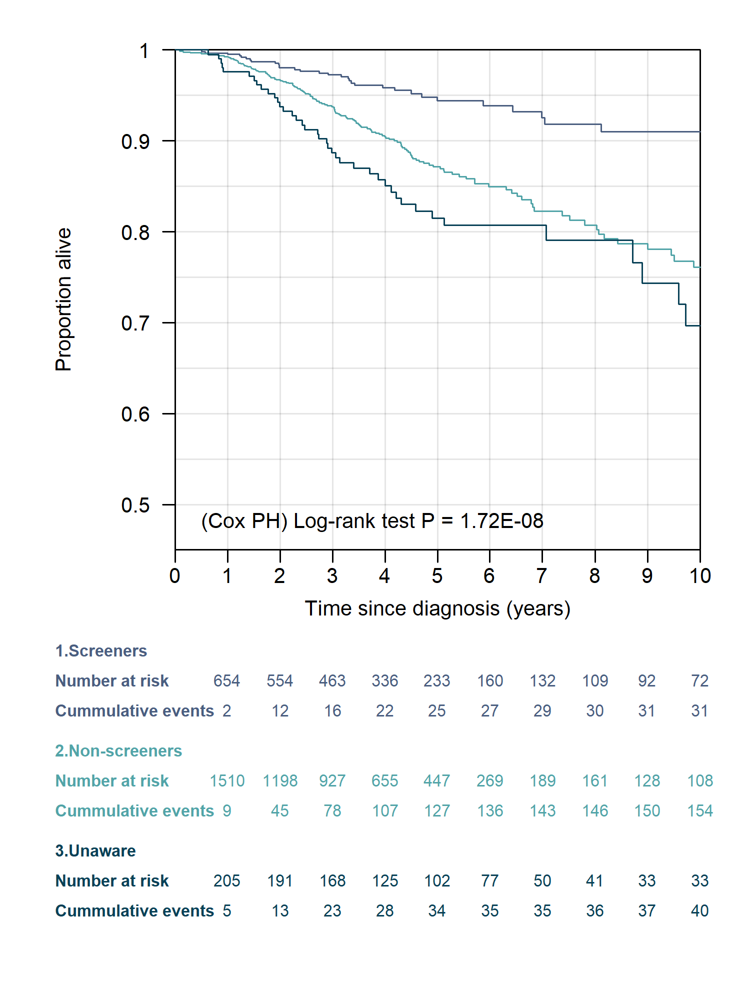 1
0.9
0.8
0.7
0.6
0.5
Proportion alive
(Cox PH) Log-rank test P = 1.72E-08
0 1 2 3 4 5 6 7 8 9 10
Time since diagnosis (years)
1.Screeners
Number at risk 654 554 463 336 233 160 132 109 92 72
Cummulative events 2 12 16 22 25 27 29 30 31 31
2.Non-screeners
Number at risk 1510 1198 927 655 447 269 189 161 128 108
Cummulative events 9 45 78 107 127 136 143 146 150 154
3.Unaware
Number at risk 205 191 168 125 102 77 50 41 33 33
Cummulative events 5 13 23 28 34 35 35 36 37 40